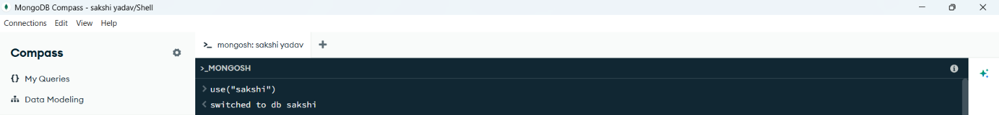 MongoDB Compass - sakshi yadav/Shell
Connections Edit View Help
Compass
My Queries
Data Modeling
>_ mongosh: sakshi yadav +
>_MONGOSH
> use("sakshi")
< switched to db sakshi